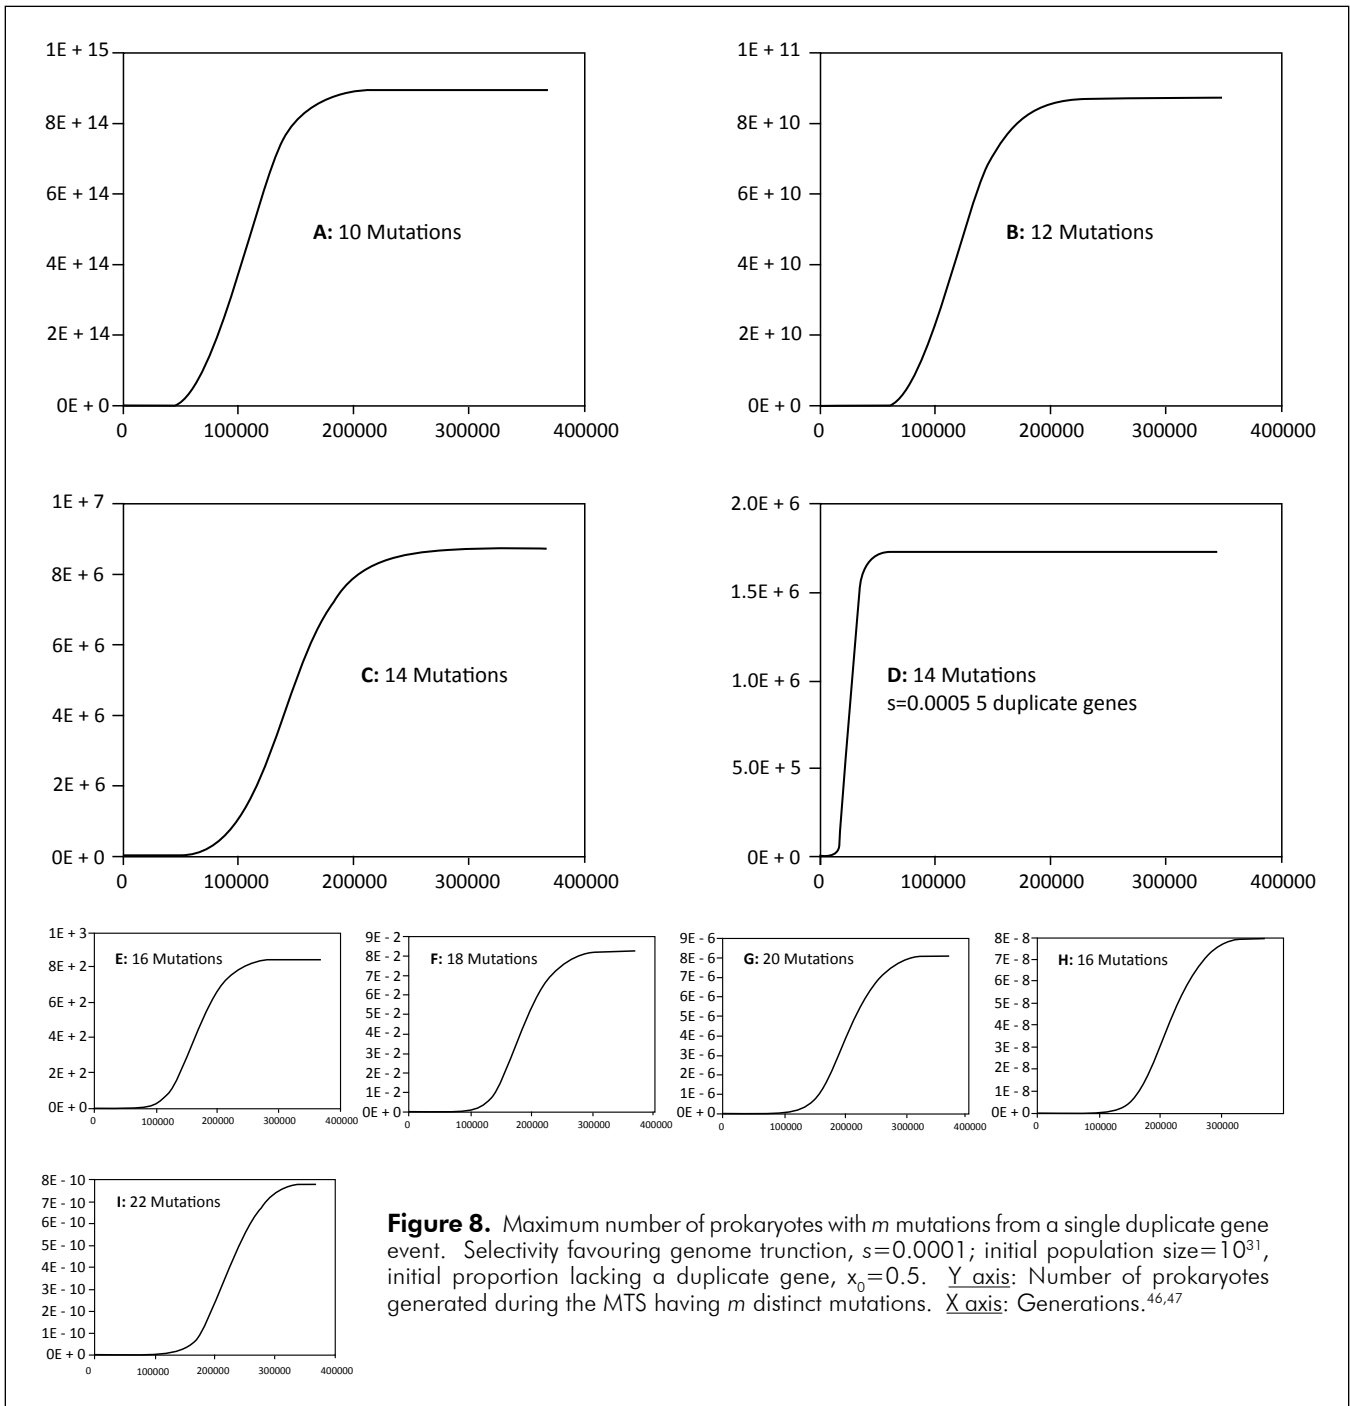 1E + 15
8E + 14
6E + 14
4E + 14
2E + 14
0E + 0
0 100000 200000 300000 400000
A: 10 Mutations
1E + 11
8E + 10
6E + 10
4E + 10
2E + 10
0E + 0
0 100000 200000 300000 400000
B: 12 Mutations
1E + 7
8E + 6
6E + 6
4E + 6
2E + 6
0E + 0
0 100000 200000 300000 400000
C: 14 Mutations
2.0E + 6
1.5E + 6
1.0E + 6
5.0E + 5
0E + 0
0 100000 200000 300000 400000
D: 14 Mutations
s=0.0005 5 duplicate genes
1E + 3
8E + 2
6E + 2
4E + 2
2E + 2
0E + 0
0 100000 200000 300000 400000
E: 16 Mutations
9E - 2
8E - 2
7E - 2
6E - 2
5E - 2
4E - 2
3E - 2
2E - 2
1E - 2
0E + 0
0 100000 200000 300000 400000
F: 18 Mutations
9E - 6
8E - 6
7E - 6
6E - 6
5E - 6
4E - 6
3E - 6
2E - 6
1E - 6
0E + 0
0 100000 200000 300000 400000
G: 20 Mutations
8E - 8
7E - 8
6E - 8
5E - 8
4E - 8
3E - 8
2E - 8
1E - 8
0E + 0
0 100000 200000 300000
H: 16 Mutations
8E - 10
7E - 10
6E - 10
5E - 10
4E - 10
3E - 10
2E - 10
1E - 10
0E + 0
0 100000 200000 300000 400000
I: 22 Mutations
Figure 8. Maximum number of prokaryotes with m mutations from a single duplicate gene
event. Selectivity favouring genome trunction, s=0.0001; initial population size=10³¹,
initial proportion lacking a duplicate gene, x₀=0.5. Y axis: Number of prokaryotes
generated during the MTS having m distinct mutations. X axis: Generations.⁴⁶,⁴⁷